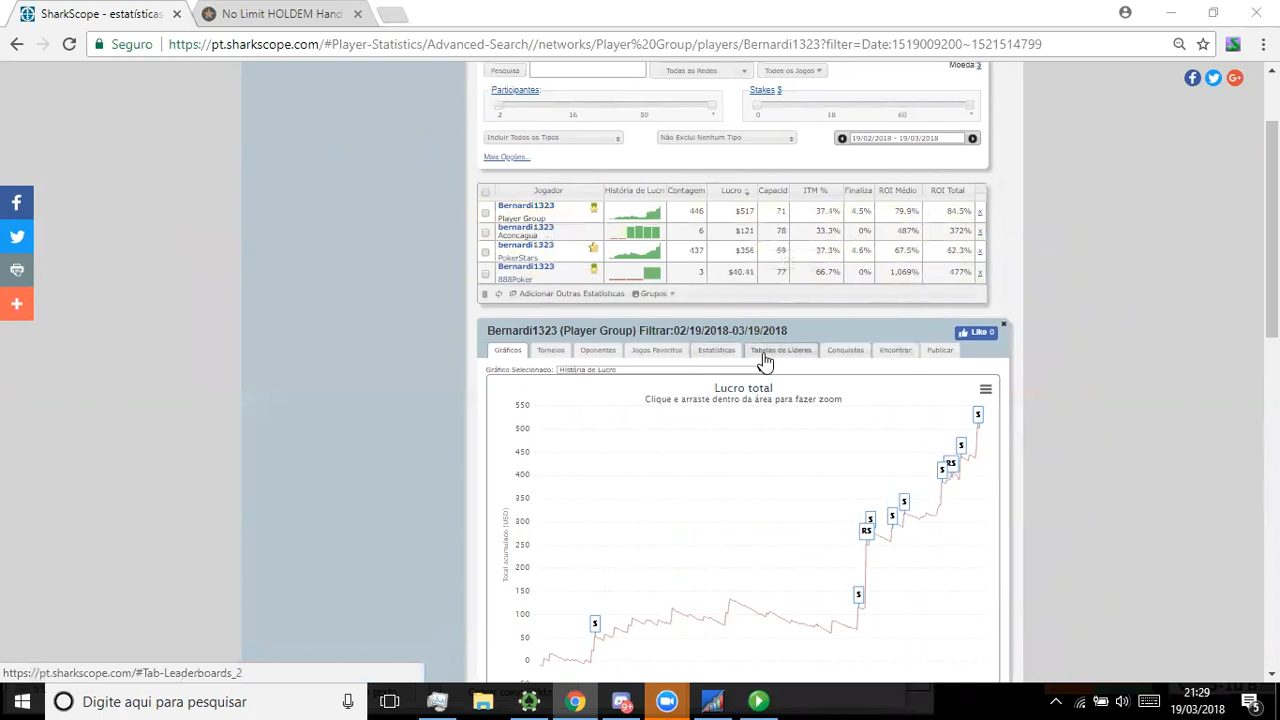 SharkScope - estatísticas
No Limit HOLDEM Hand
Seguro
https://pt.sharkscope.com/#Player-Statistics/Advanced-Search//networks/Player%20Group/players/Bernardi1323?filter=Date:1519009200~1521514799
Pesquisa
Todas as Redes
Todos os Jogos
Moeda $
Participantes:
Stakes $
2 16 50 *
0 18 60 *
Incluir Todos os Tipos
Não Exclui Nenhum Tipo
19/02/2018 - 19/03/2018
Mais Opções...
Jogador História de Lucro Contagem Lucro Capacid ITM % Finaliza ROI Médio ROI Total
Bernardi1323
Player Group
446 $517 71 37.4% 4.5% 79.9% 84.5% x
Bernardi1323
Aconcagua
6 $121 78 33.3% 0% 487% 372% x
bernardi1323
PokerStars
437 $356 69 37.3% 4.6% 67.5% 62.3% x
Bernardi1323
888Poker
3 $40.41 77 66.7% 0% 1,069% 477% x
Adicionar Outras Estatísticas
Grupos
Bernardi1323 (Player Group) Filtrar:02/19/2018-03/19/2018
Like 0
Gráficos Torneios Oponentes Jogos Favoritos Estatísticas Tabelas de Líderes Conquistas Encontrar Publicar
Gráfico Selecionado: História de Lucro
Lucro total
Clique e arraste dentro da área para fazer zoom
Total acumulado (USD)
550
500
450
400
350
300
250
200
150
100
50
0
S
S
RS
S
S
S
S
RS
S
S
https://pt.sharkscope.com/#Tab-Leaderboards_2
Digite aqui para pesquisar
21:29
19/03/2018
5